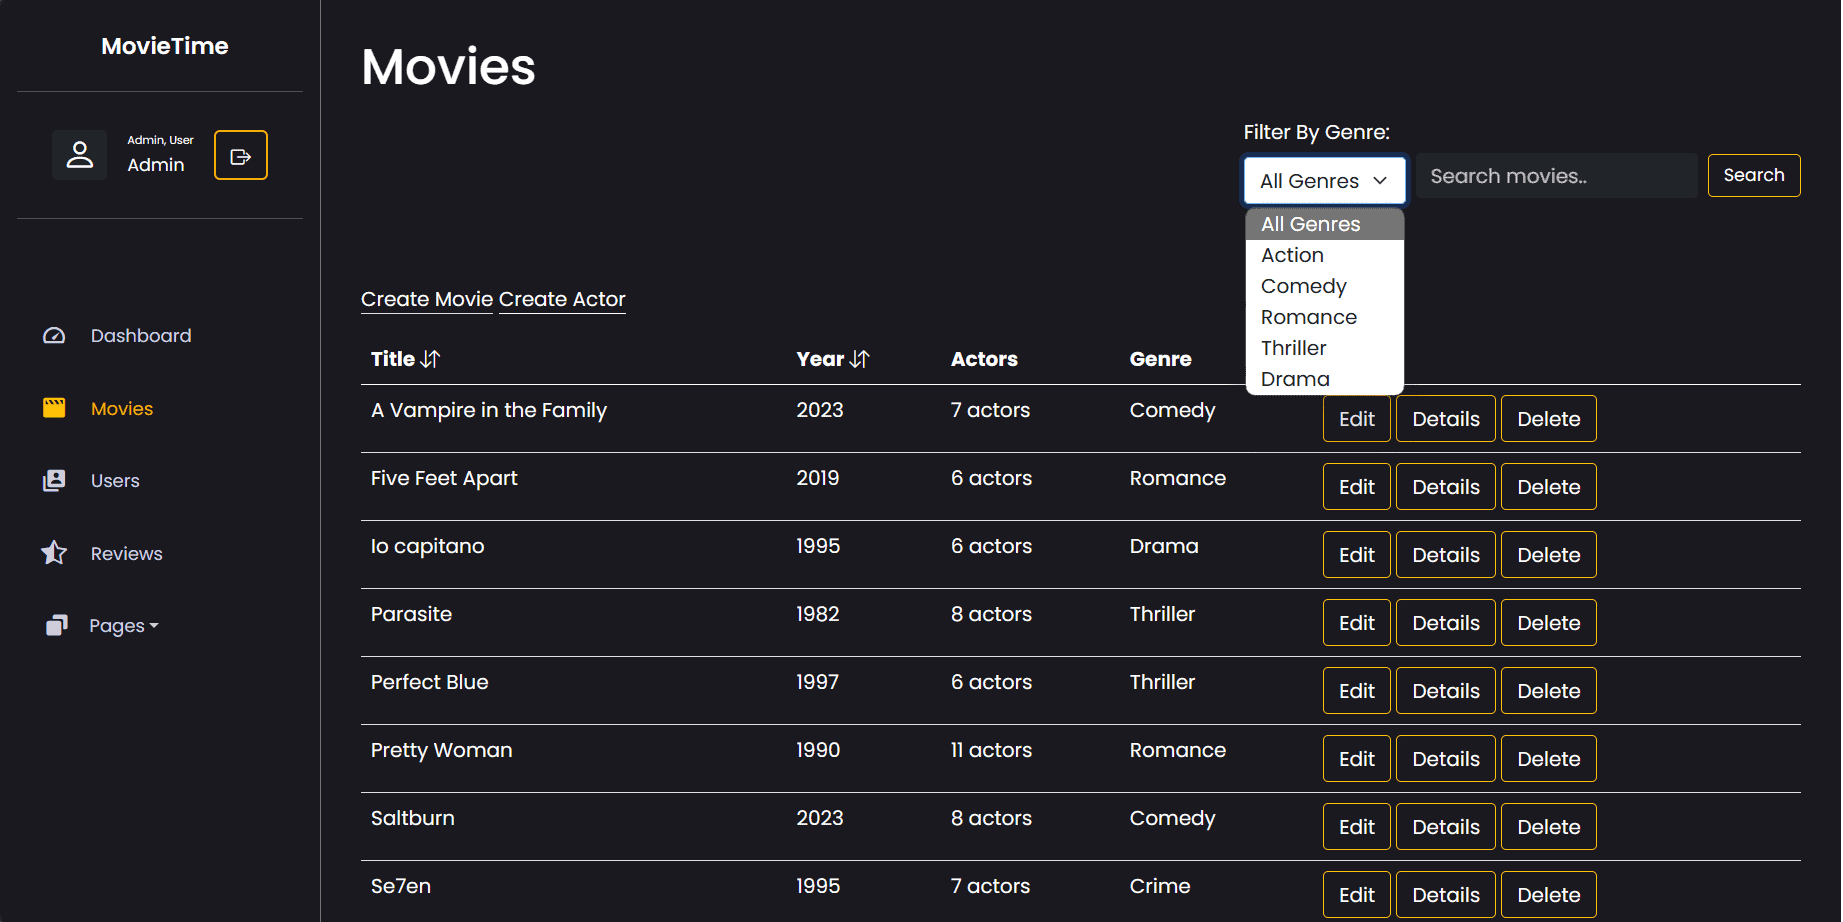 MovieTime
Admin, User
Admin
Dashboard
Movies
Users
Reviews
Pages
Movies
Filter By Genre:
All Genres
Search movies..
Search
All Genres
Action
Comedy
Romance
Thriller
Drama
Create Movie Create Actor
Title Year Actors Genre
A Vampire in the Family 2023 7 actors Comedy Edit Details Delete
Five Feet Apart 2019 6 actors Romance Edit Details Delete
Io capitano 1995 6 actors Drama Edit Details Delete
Parasite 1982 8 actors Thriller Edit Details Delete
Perfect Blue 1997 6 actors Thriller Edit Details Delete
Pretty Woman 1990 11 actors Romance Edit Details Delete
Saltburn 2023 8 actors Comedy Edit Details Delete
Se7en 1995 7 actors Crime Edit Details Delete